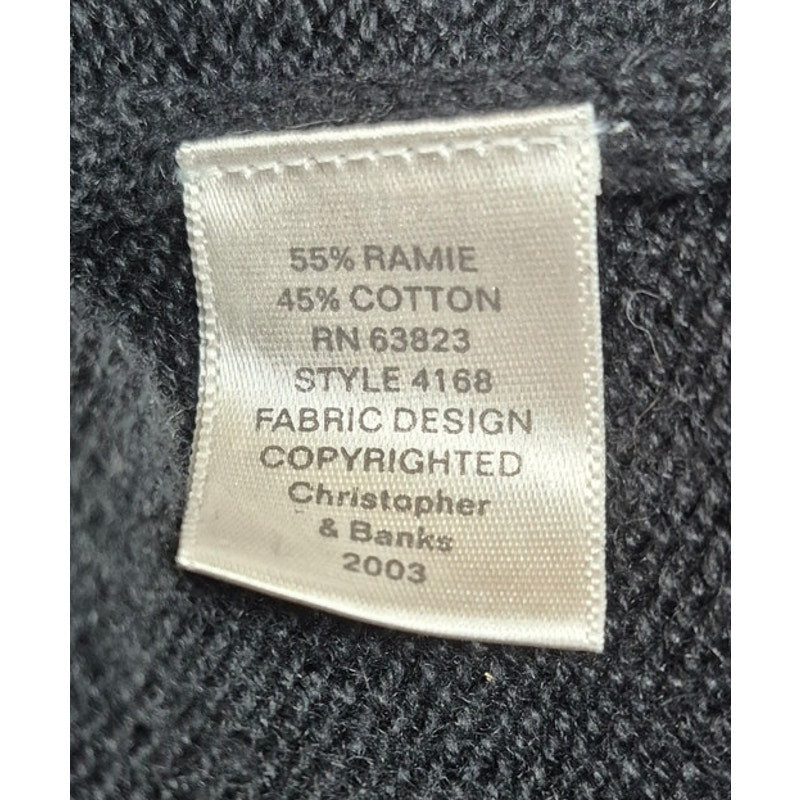 55% RAMIE
45% COTTON
RN 63823
STYLE 4168
FABRIC DESIGN
COPYRIGHTED
Christopher
& Banks
2003